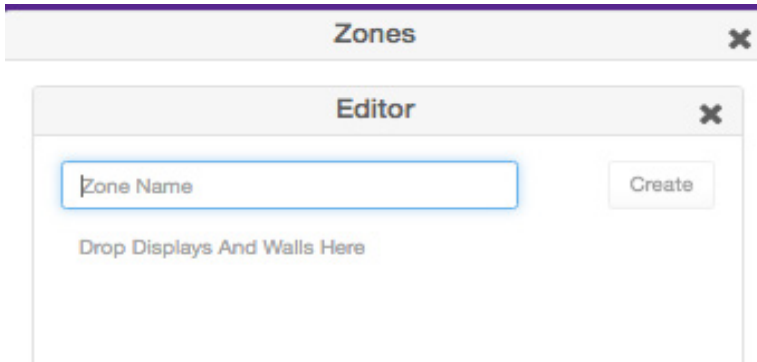 Zones
Editor
Zone Name
Create
Drop Displays And Walls Here